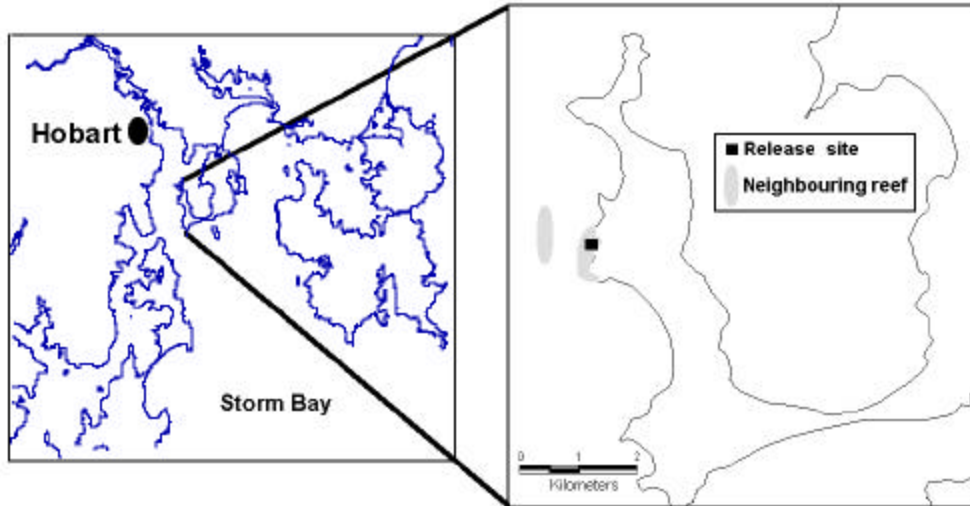 Hobart
Storm Bay
Release site
Neighbouring reef
0 1 2
Kilometers